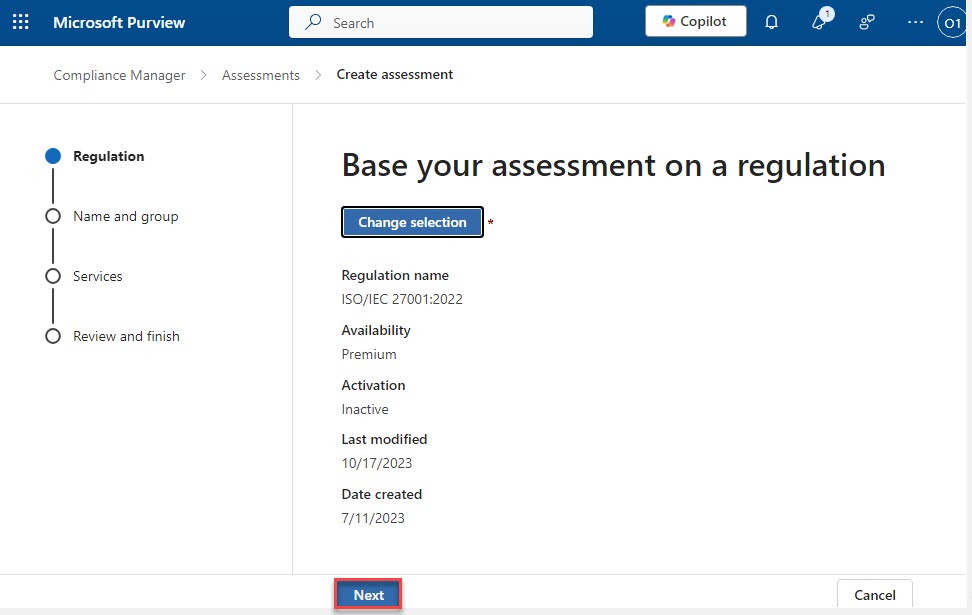 Microsoft Purview
Search
Copilot
1
...
O1
Compliance Manager > Assessments > Create assessment
Regulation
Name and group
Services
Review and finish
Base your assessment on a regulation
Change selection *
Regulation name
ISO/IEC 27001:2022
Availability
Premium
Activation
Inactive
Last modified
10/17/2023
Date created
7/11/2023
Next
Cancel